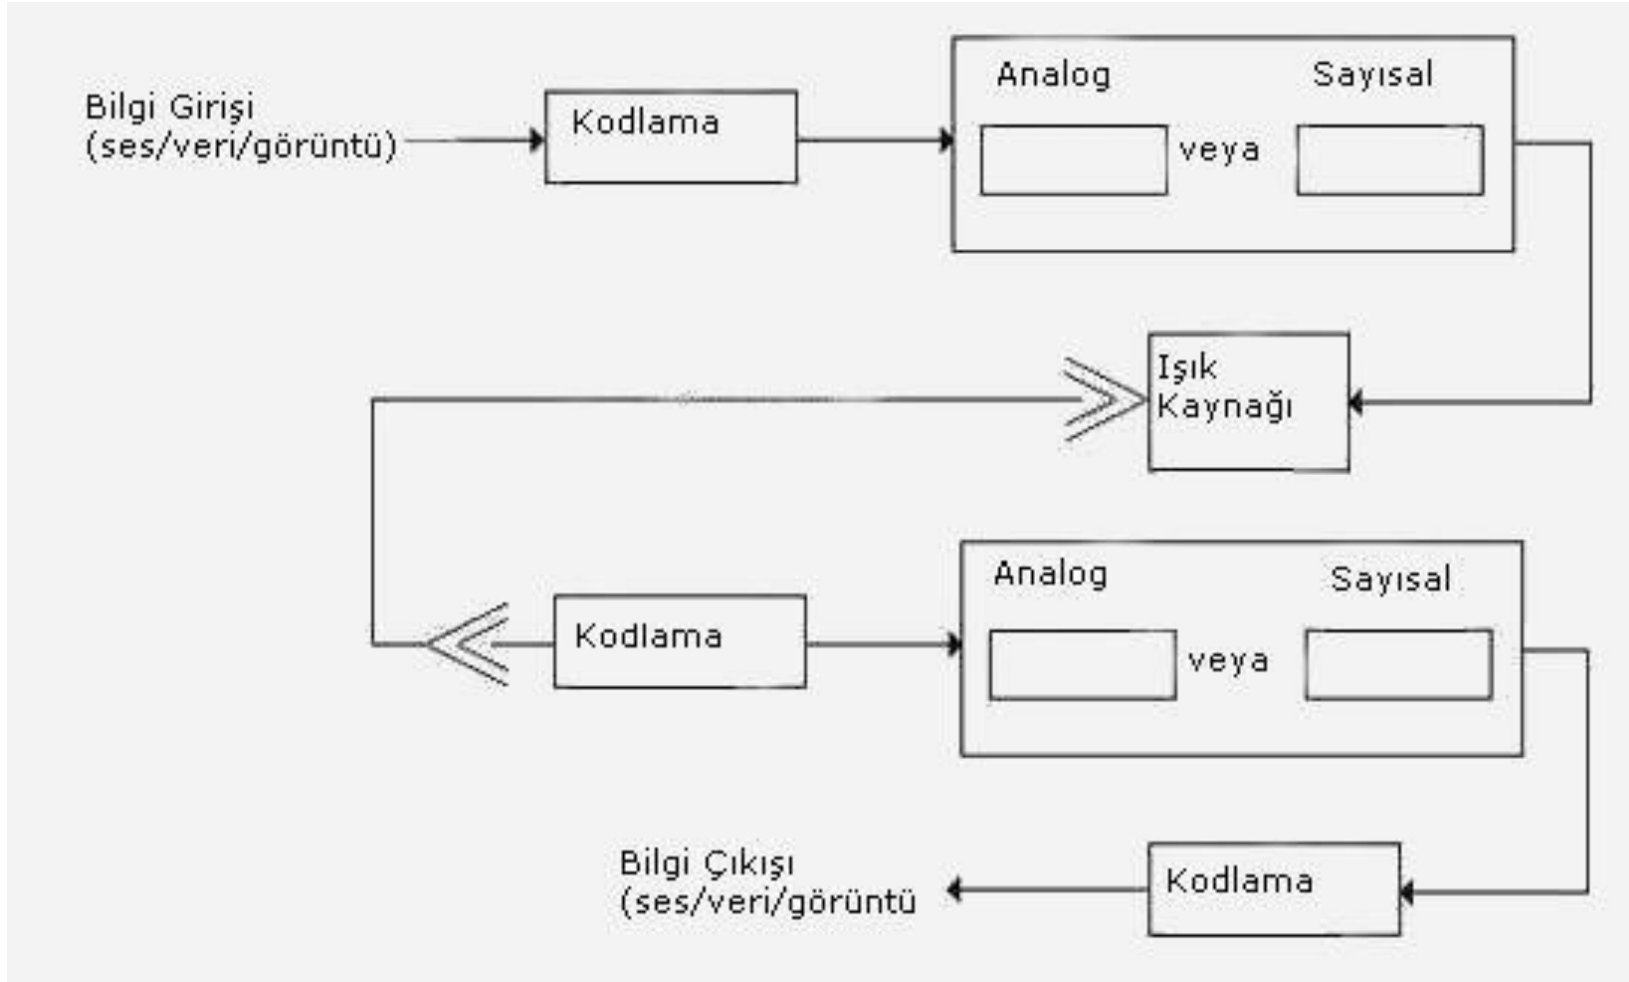 Bilgi Girişi
(ses/veri/görüntü)
Kodlama
Analog
Sayısal
veya
Işık
Kaynağı
Kodlama
Analog
Sayısal
veya
Bilgi Çıkışı
(ses/veri/görüntü
Kodlama